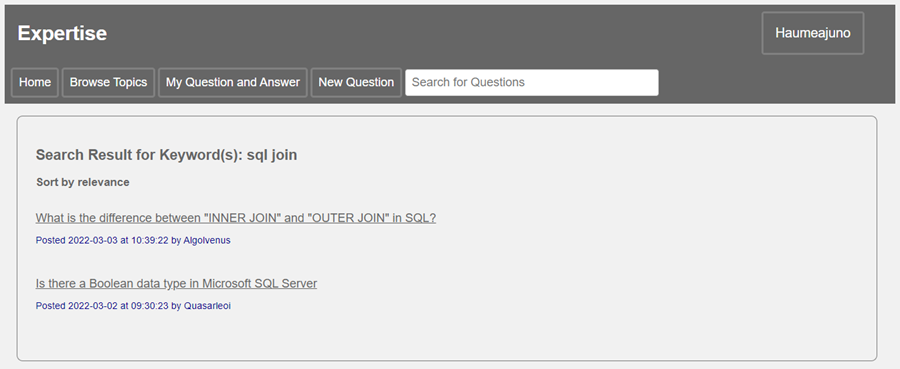 Expertise
Haumeajuno
Home
Browse Topics
My Question and Answer
New Question
Search for Questions
Search Result for Keyword(s): sql join
Sort by relevance
What is the difference between "INNER JOIN" and "OUTER JOIN" in SQL?
Posted 2022-03-03 at 10:39:22 by Algolvenus
Is there a Boolean data type in Microsoft SQL Server
Posted 2022-03-02 at 09:30:23 by Quasarleoi